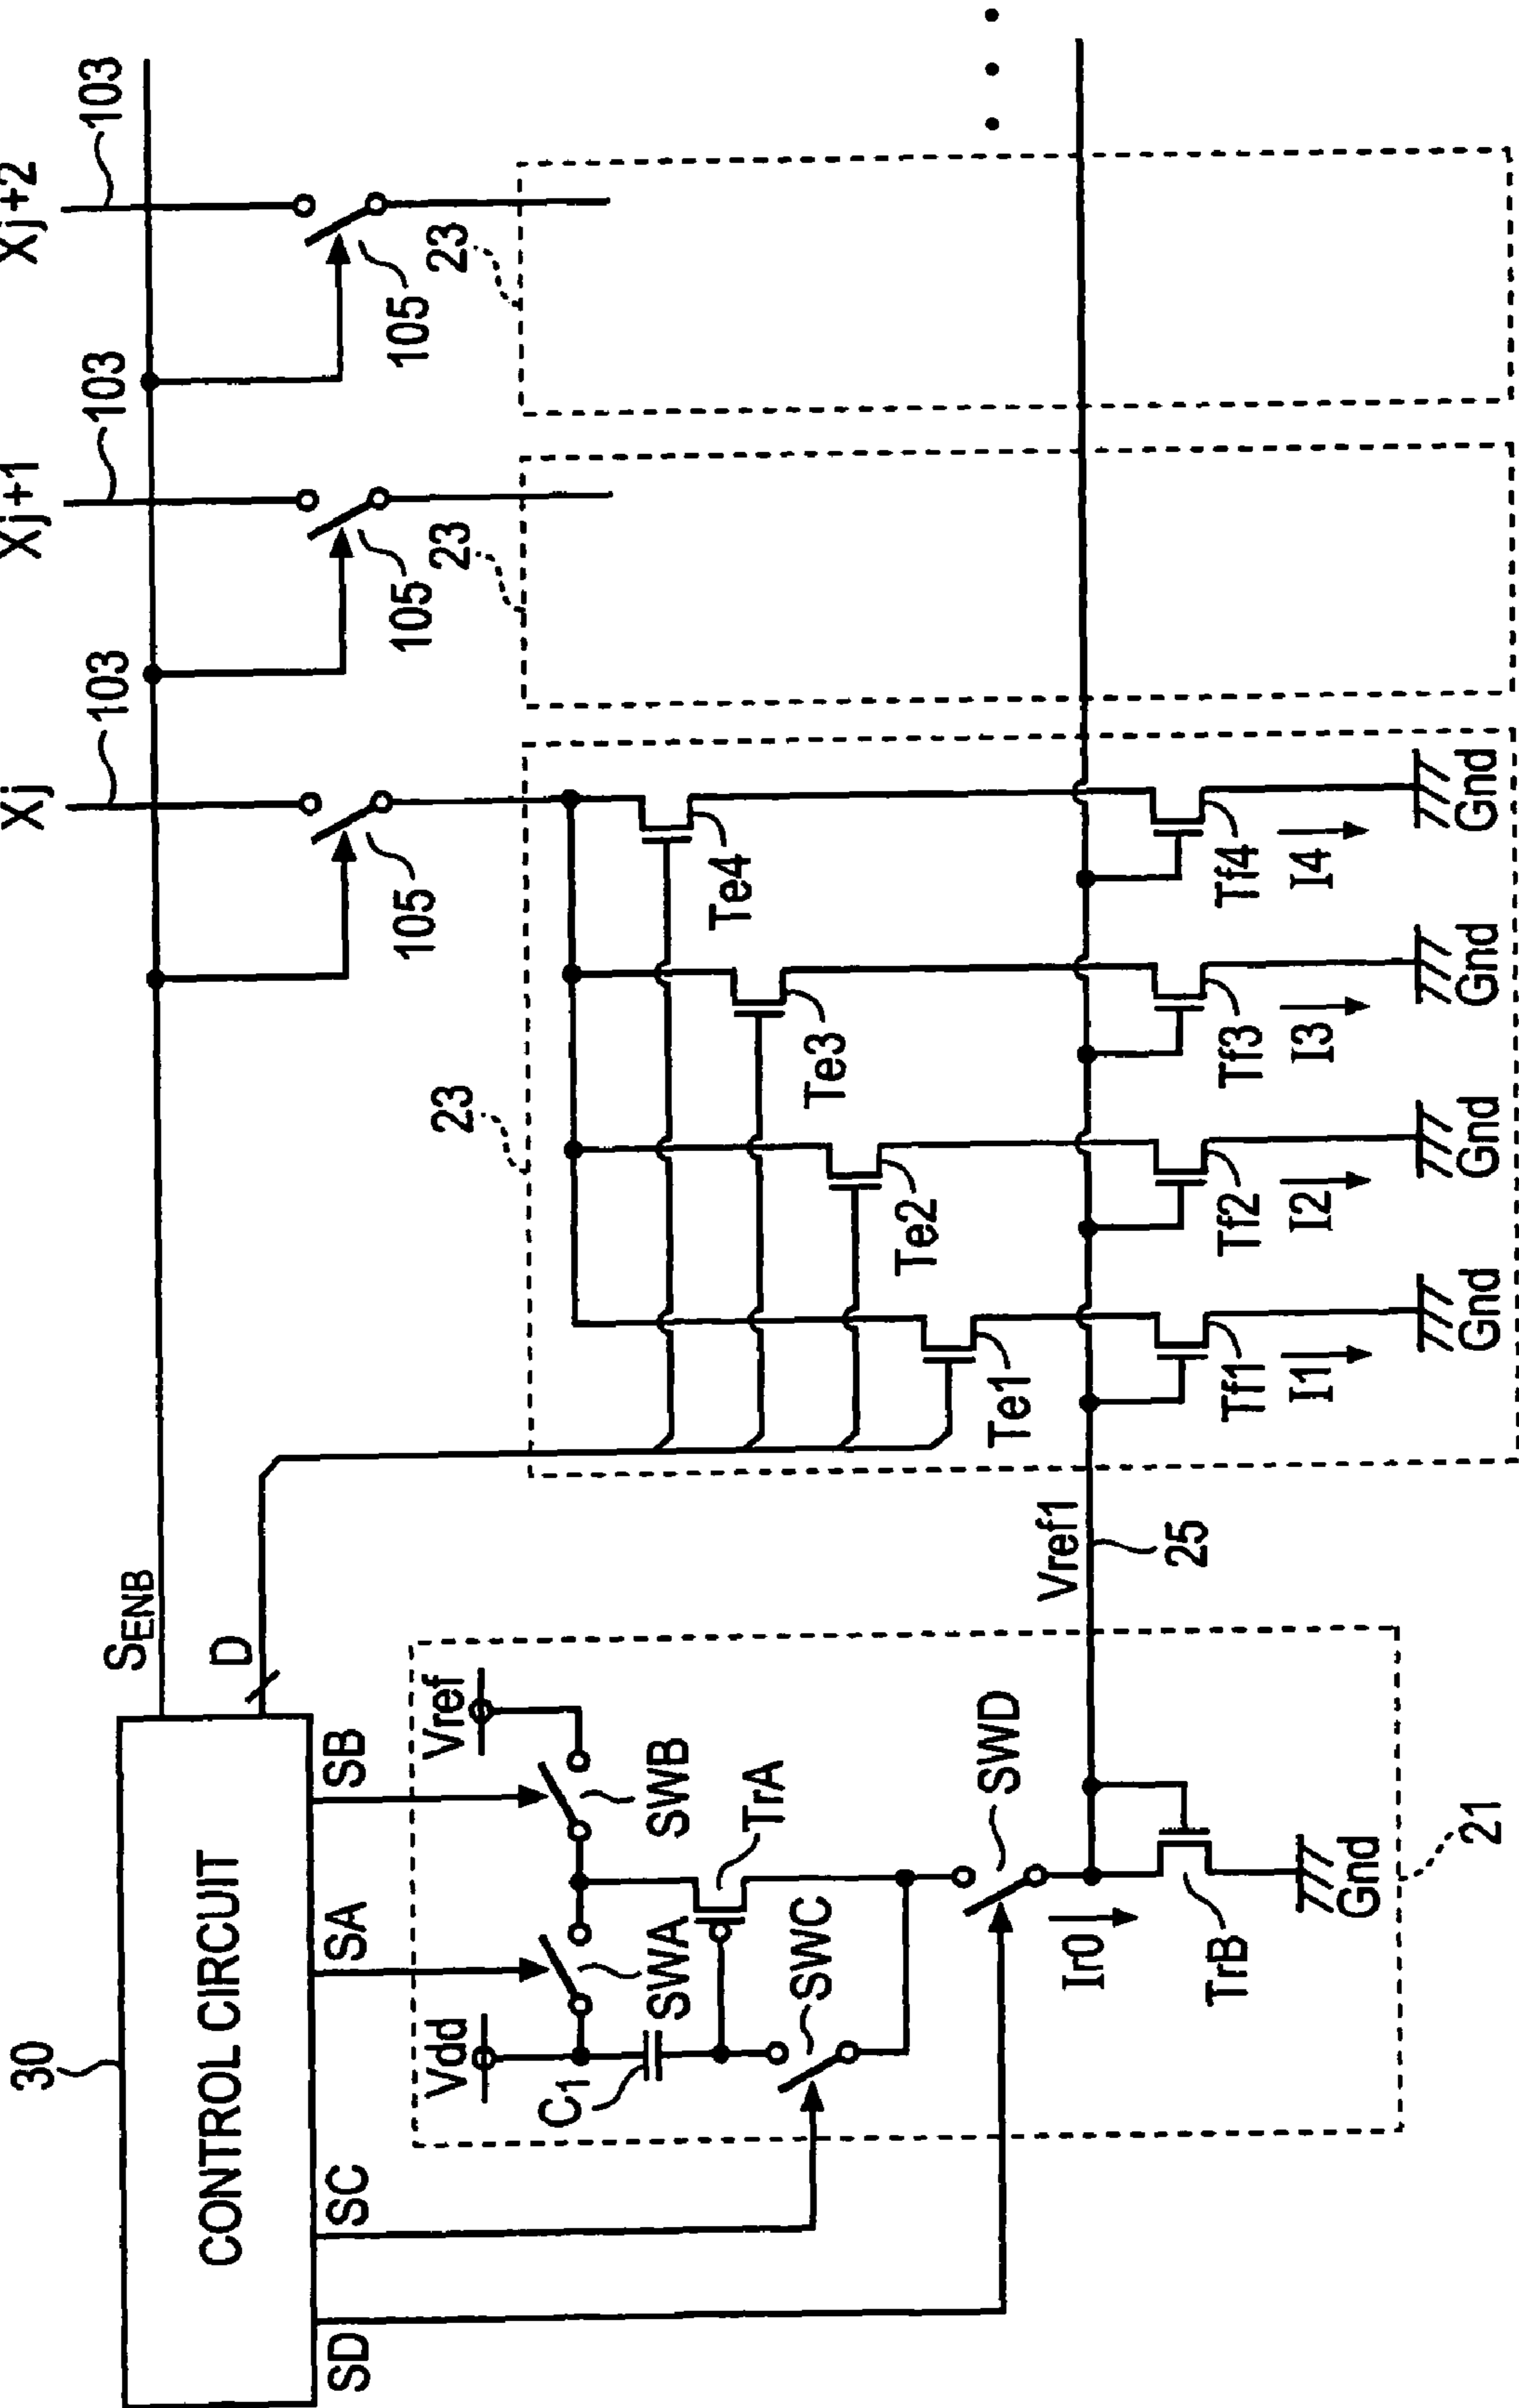 30
CONTROL CIRCUIT
SD
SC
SA
SB
SENB
D
Xj
Xj+1
Xj+2
103
103
103
105
105
105
23
23
23
Vdd
Vref
C1
SWA
SWB
TrA
SWC
SWD
Ir0
TrB
Gnd
21
Vref1
25
Te1
Te2
Te3
Te4
Tf1
Tf2
Tf3
Tf4
I1
I2
I3
I4
Gnd
Gnd
Gnd
Gnd